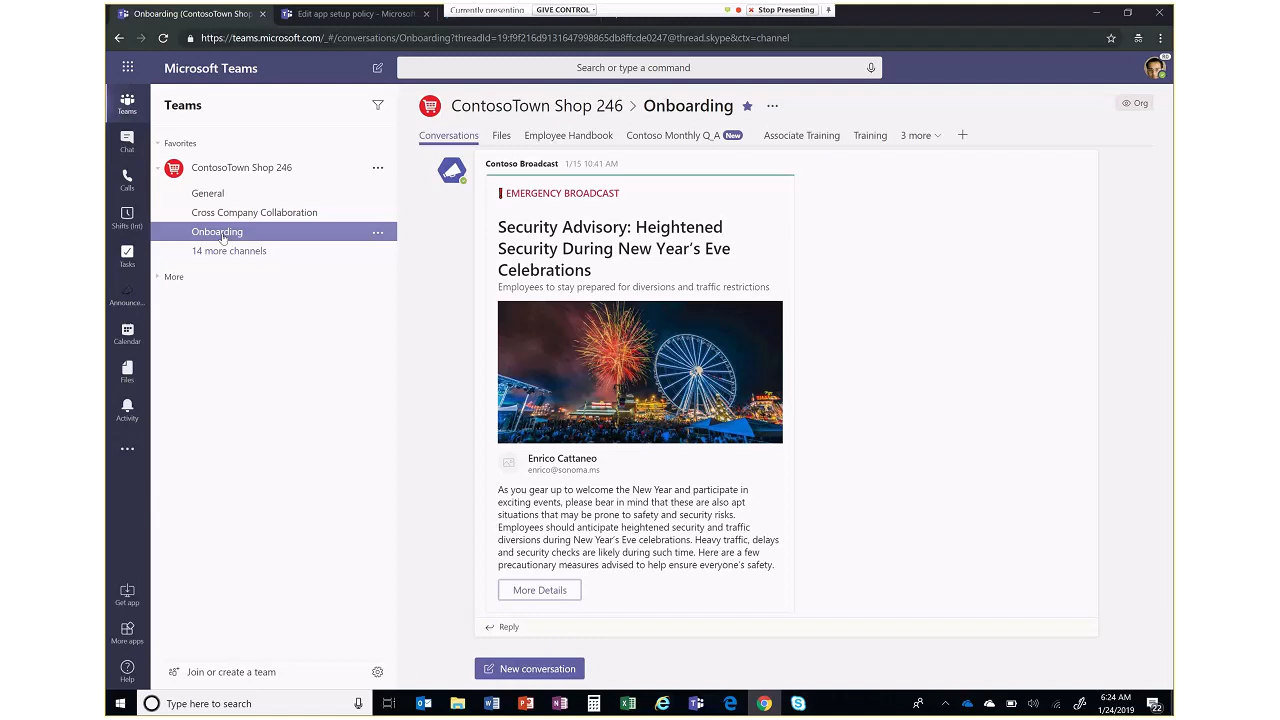 Onboarding (ContosoTown Shop
Edit app setup policy - Microsoft
Currently presenting
GIVE CONTROL
Stop Presenting
https://teams.microsoft.com/_#/conversations/Onboarding?threadId=19:f9f216d9131647998865db8ffcde0247@thread.skype&ctx=channel
Microsoft Teams
Search or type a command
Teams
Chat
Calls
Shifts (Int)
Tasks
Announce...
Calendar
Files
Activity
Get app
More apps
Help
Teams
Favorites
ContosoTown Shop 246
General
Cross Company Collaboration
Onboarding
14 more channels
More
Join or create a team
ContosoTown Shop 246 > Onboarding
Org
Conversations Files Employee Handbook Contoso Monthly Q_A New Associate Training Training 3 more
Contoso Broadcast 1/15 10:41 AM
EMERGENCY BROADCAST
Security Advisory: Heightened
Security During New Year's Eve
Celebrations
Employees to stay prepared for diversions and traffic restrictions
Enrico Cattaneo
enrico@sonoma.ms
As you gear up to welcome the New Year and participate in
exciting events, please bear in mind that these are also apt
situations that may be prone to safety and security risks.
Employees should anticipate heightened security and traffic
diversions during New Year's Eve celebrations. Heavy traffic, delays
and security checks are likely during such time. Here are a few
precautionary measures advised to help ensure everyone's safety.
More Details
Reply
New conversation
Type here to search
6:24 AM
1/24/2019
22